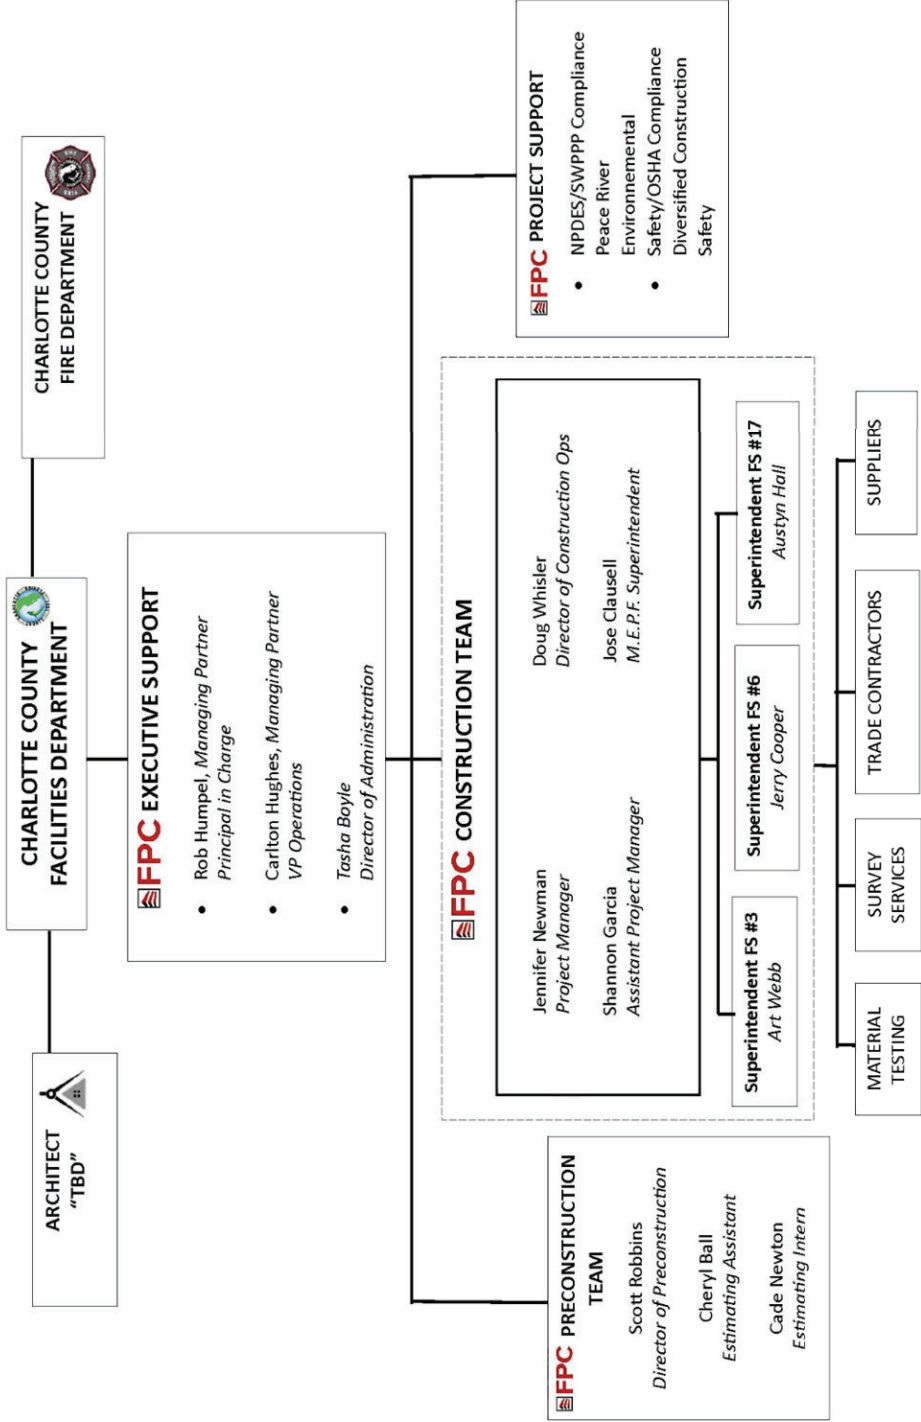 ARCHITECT
“TBD”
CHARLOTTE COUNTY
FACILITIES DEPARTMENT
CHARLOTTE COUNTY
FIRE DEPARTMENT
FPC EXECUTIVE SUPPORT
• Rob Humpel, Managing Partner
Principal in Charge
• Carlton Hughes, Managing Partner
VP Operations
• Tasha Boyle
Director of Administration
FPC PRECONSTRUCTION
TEAM
Scott Robbins
Director of Preconstruction
Cheryl Ball
Estimating Assistant
Cade Newton
Estimating Intern
FPC CONSTRUCTION TEAM
Jennifer Newman
Project Manager
Shannon Garcia
Assistant Project Manager
Doug Whisler
Director of Construction Ops
Jose Clausell
M.E.P.F. Superintendent
Superintendent FS #3
Art Webb
Superintendent FS #6
Jerry Cooper
Superintendent FS #17
Austyn Hall
FPC PROJECT SUPPORT
• NPDES/SWPPP Compliance
Peace River
Environnemental
• Safety/OSHA Compliance
Diversified Construction
Safety
MATERIAL
TESTING
SURVEY
SERVICES
TRADE CONTRACTORS
SUPPLIERS